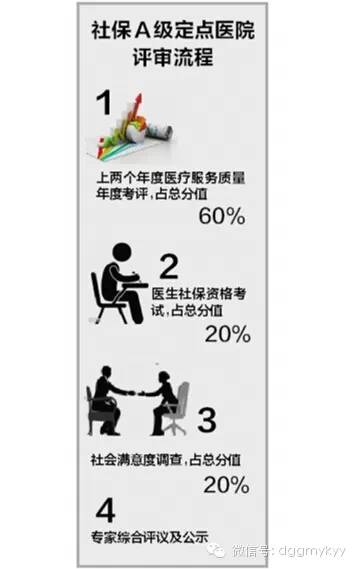 社保A级定点医院
评审流程
1
上两个年度医疗服务质量
年度考评,占总分值
60%
2
医生社保资格考
试,占总分值
20%
3
社会满意度调查,占总分值
20%
4
专家综合评议及公示
微信号: dggmykyy